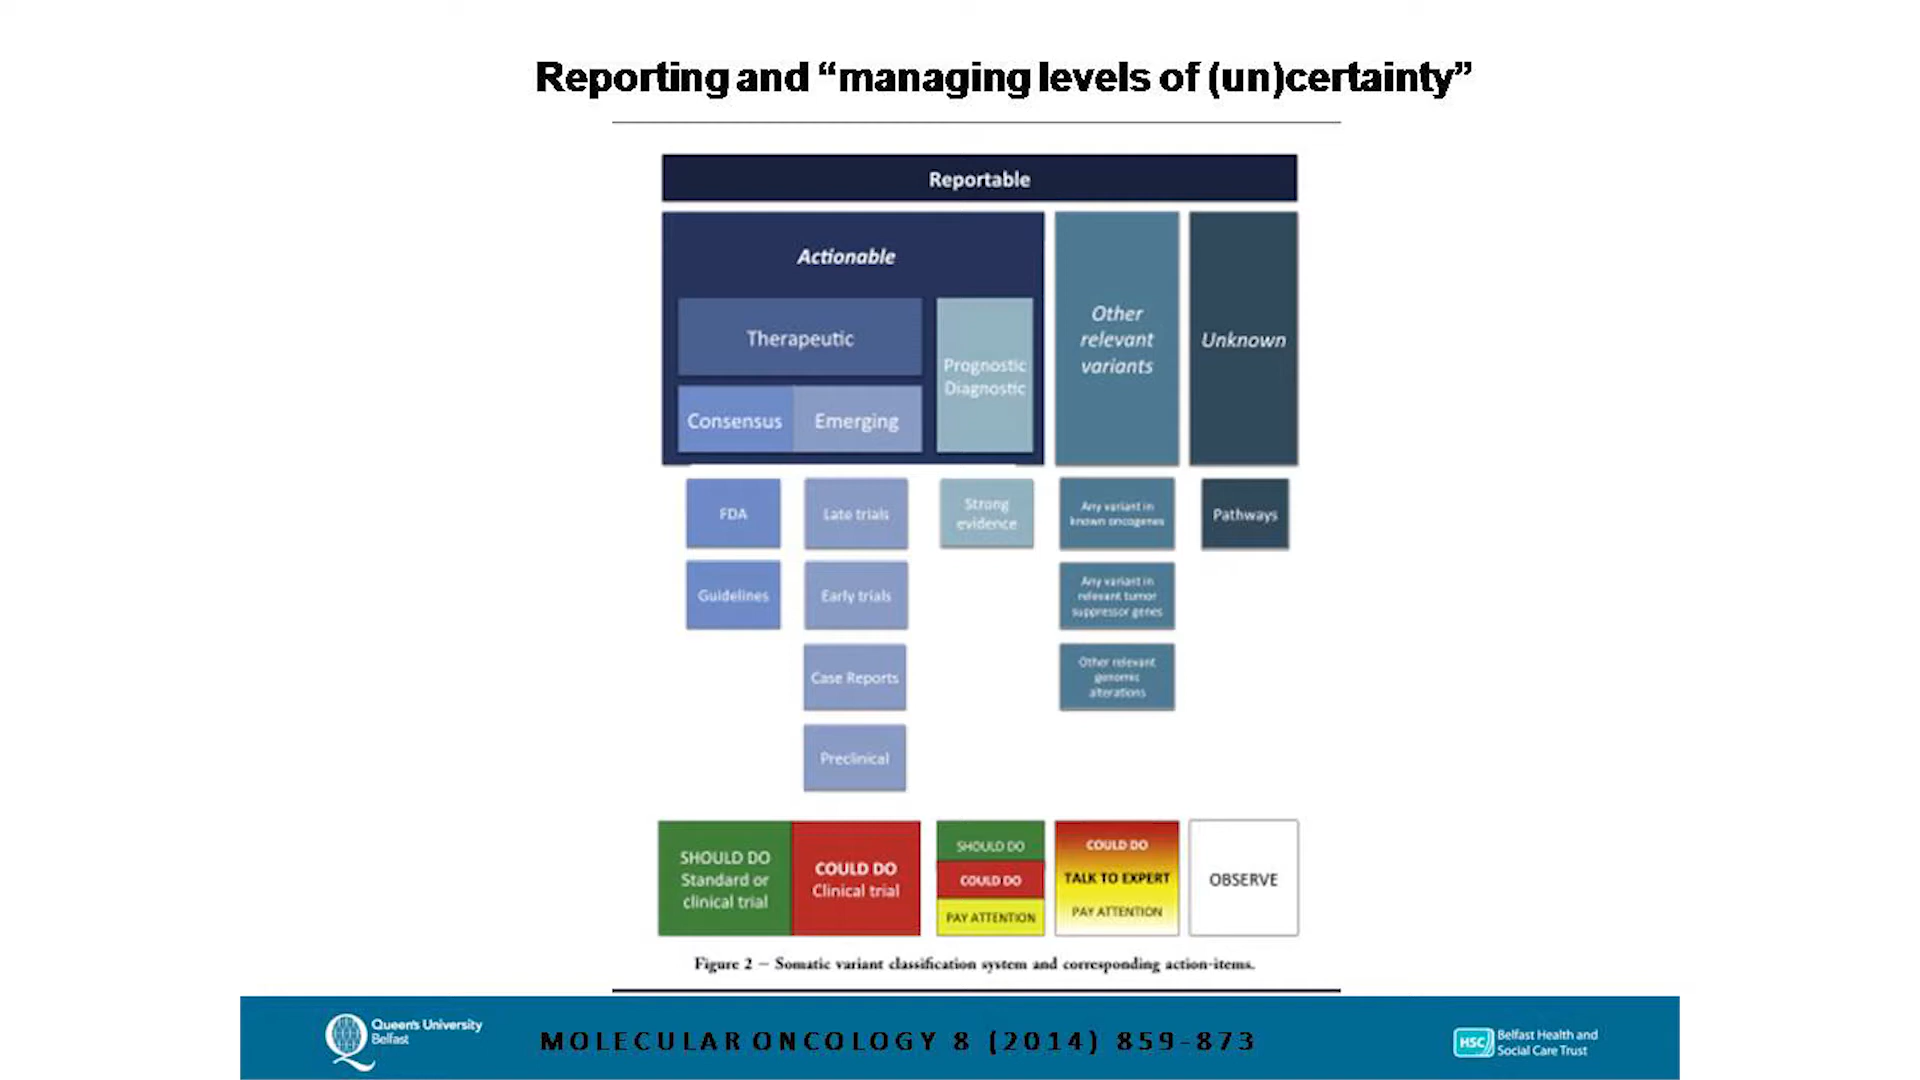 Reporting and “managing levels of (un)certainty”
Reportable
Actionable
Therapeutic
Consensus
Emerging
Prognostic
Diagnostic
Other
relevant
variants
Unknown
FDA
Guidelines
Late trials
Early trials
Case Reports
Preclinical
Strong
evidence
Any variant in
known oncogenes
Any variant in
relevant tumor
suppressor genes
Other relevant
genomic
alterations
Pathways
SHOULD DO
Standard or
clinical trial
COULD DO
Clinical trial
SHOULD DO
COULD DO
PAY ATTENTION
COULD DO
TALK TO EXPERT
PAY ATTENTION
OBSERVE
Figure 2 – Somatic variant classification system and corresponding action-items.
Queen's University
Belfast
MOLECULAR ONCOLOGY 8 (2014) 859-873
HSC
Belfast Health and
Social Care Trust